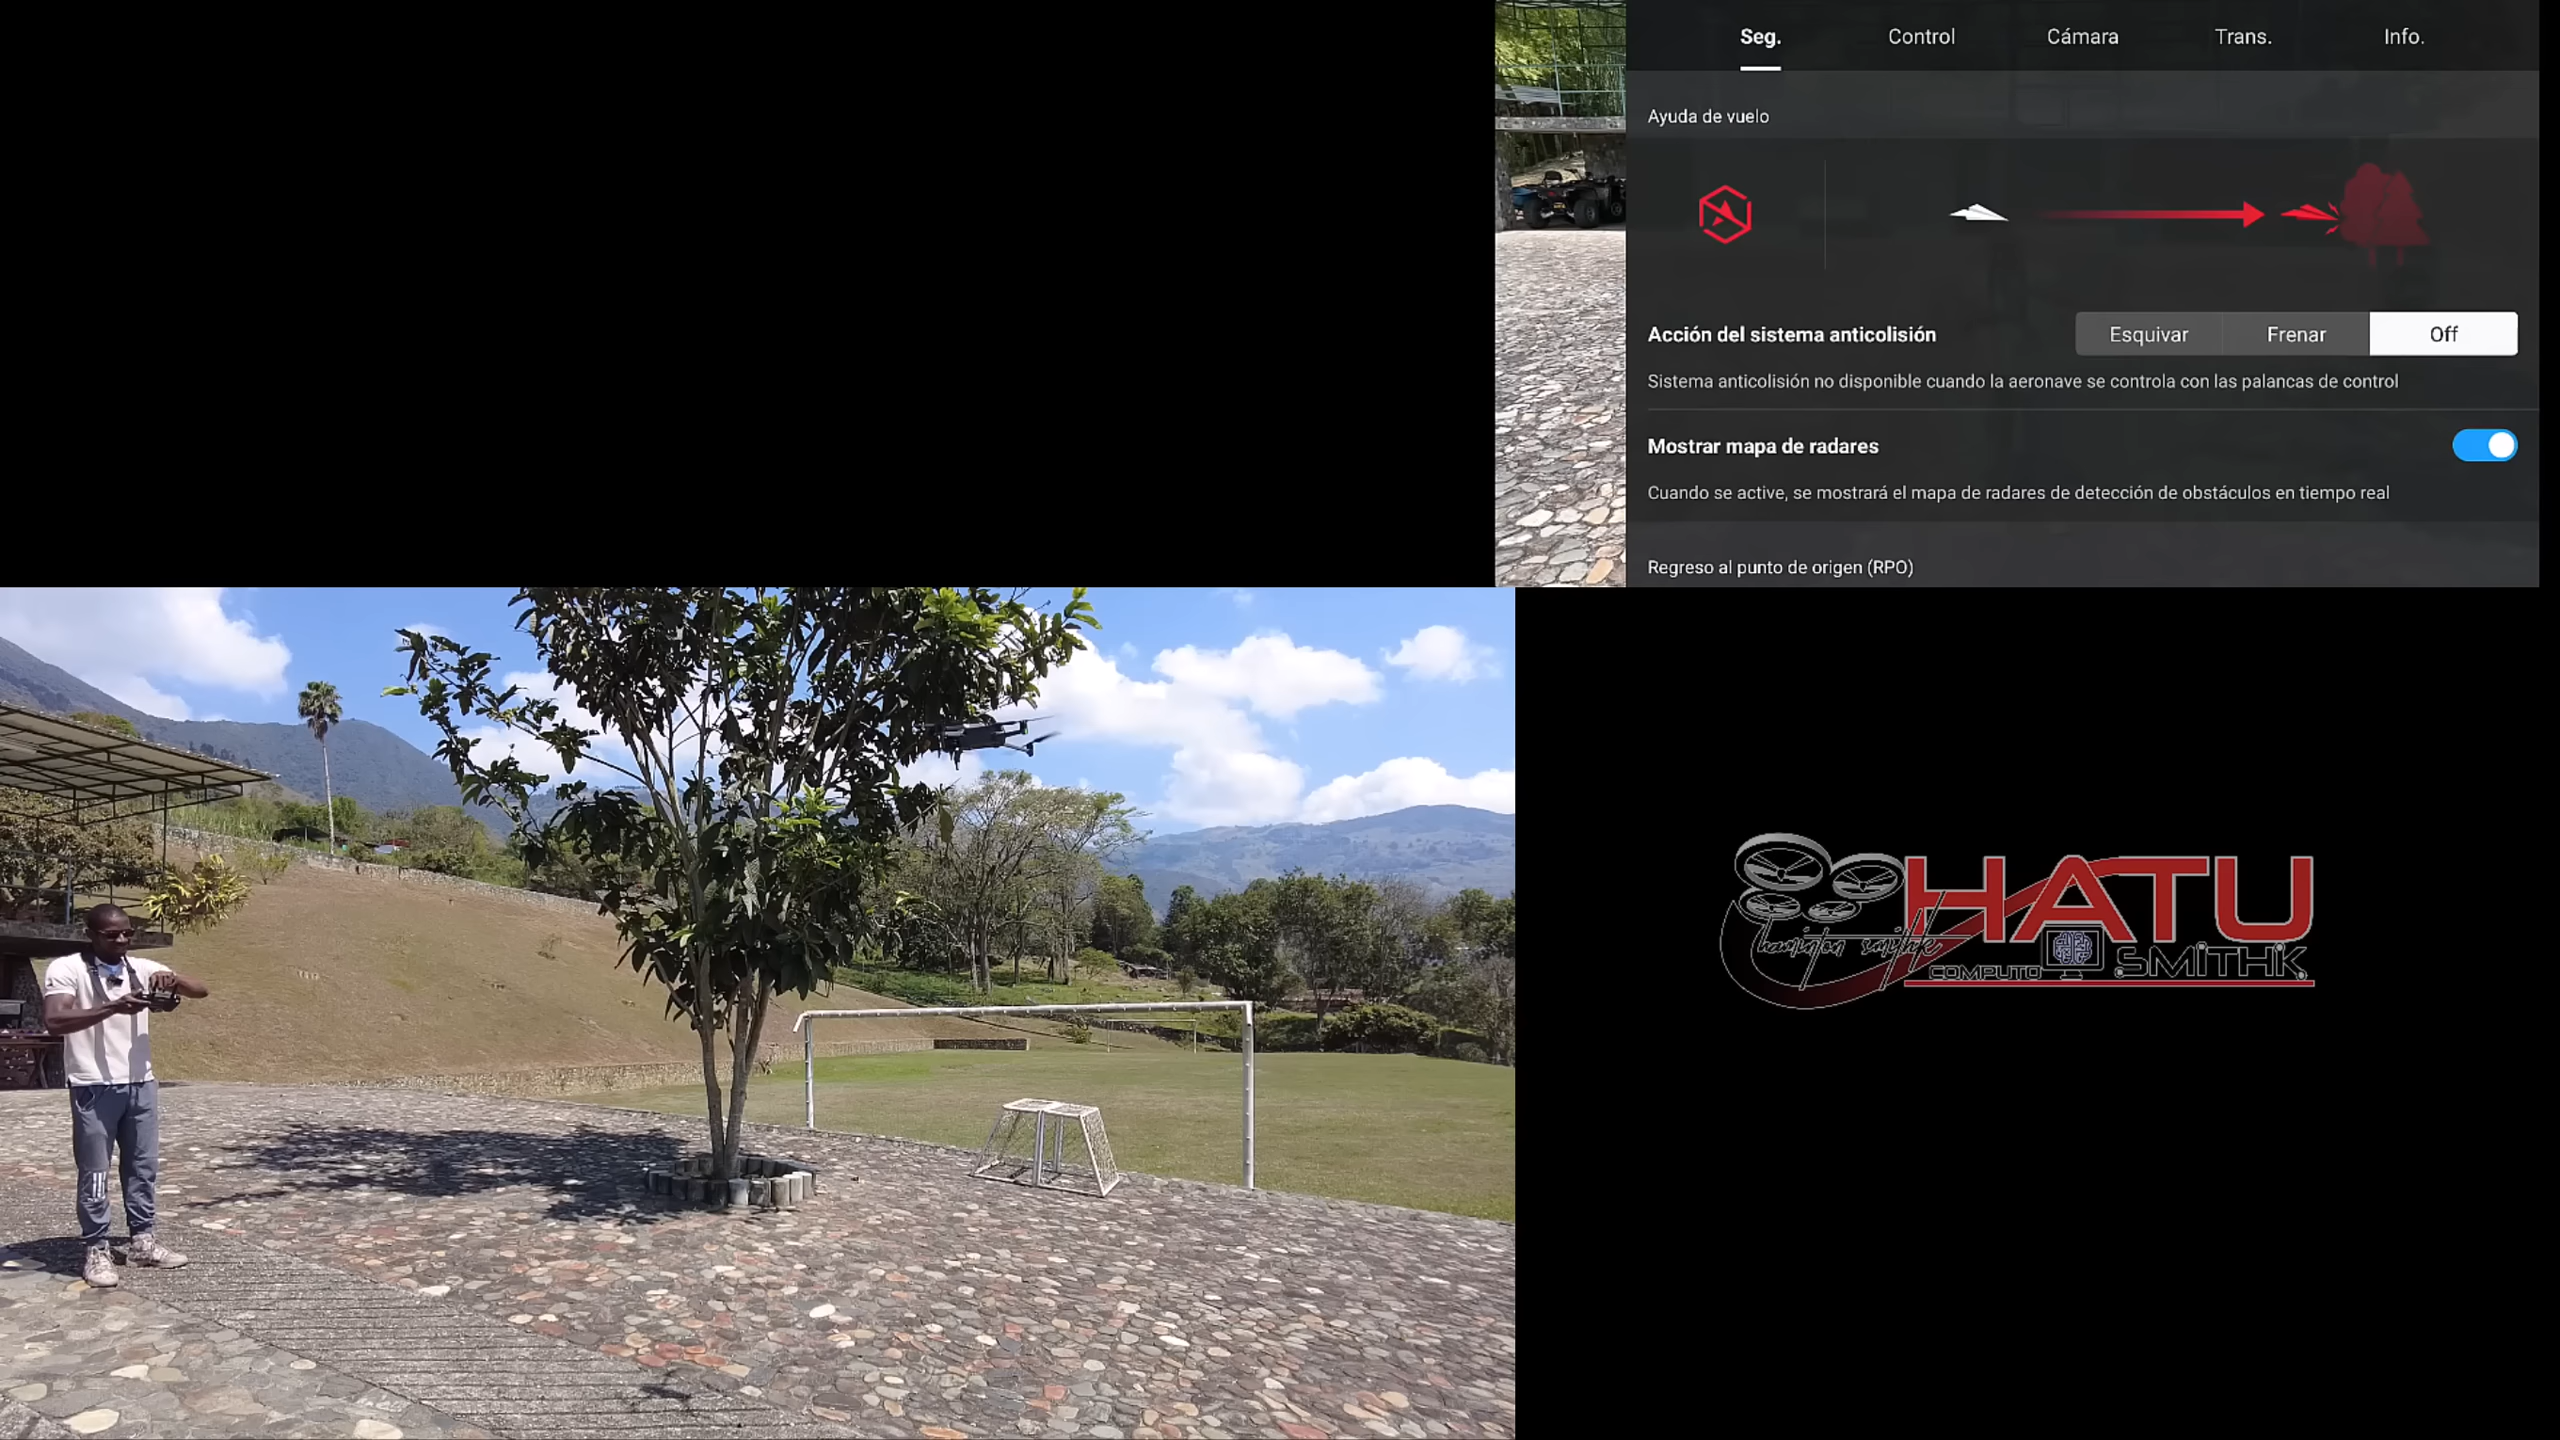 Seg. Control Cámara Trans. Info.
Ayuda de vuelo
Acción del sistema anticolisión Esquivar Frenar Off
Sistema anticolisión no disponible cuando la aeronave se controla con las palancas de control
Mostrar mapa de radares
Cuando se active, se mostrará el mapa de radares de detección de obstáculos en tiempo real
Regreso al punto de origen (RPO)
HATU
COMPUTO SMITHK